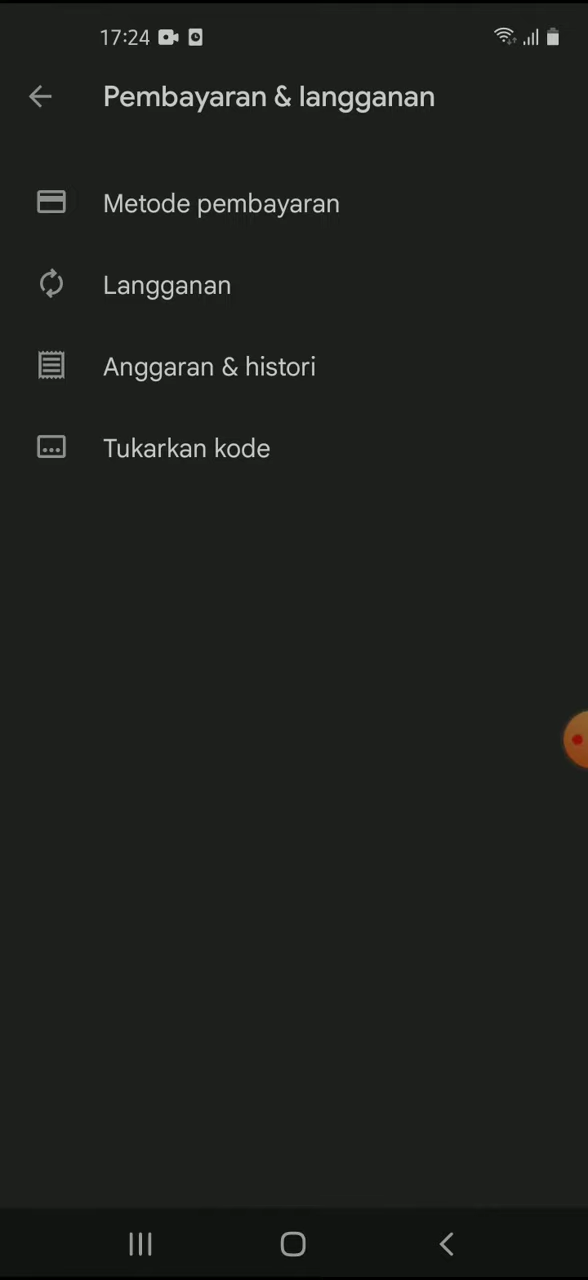 17:24
Pembayaran & langganan
Metode pembayaran
Langganan
Anggaran & histori
Tukarkan kode